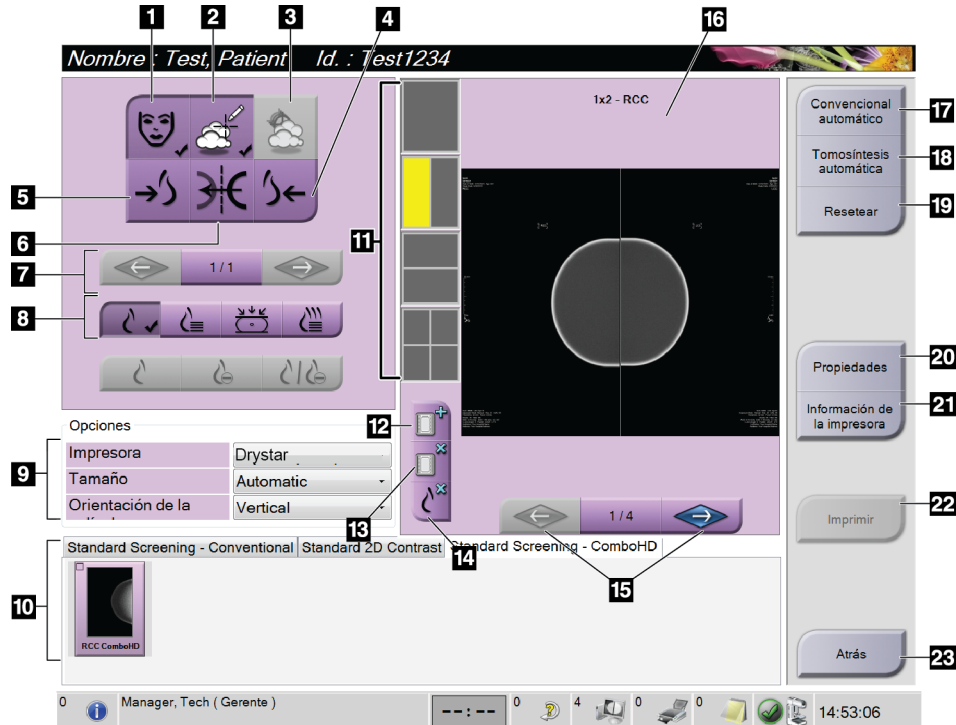 1
2
3
4
16
Nombre : Test, Patient Id. : Test1234
1x2 - RCC
5
6
7
8
11
1/1
Convencional
automático
17
Tomosíntesis
automática
18
Resetear
19
Opciones
Impresora
Drystar
Tamaño
Automatic
Orientación de la
Vertical
9
12
13
14
1/4
15
Propiedades
20
Información de
la impresora
21
Imprimir
22
10
Standard Screening - Conventional
Standard 2D Contrast
Standard Screening - ComboHD
RCC ComboHD
Atrás
23
0
Manager, Tech ( Gerente )
--:--
0
4
0
0
14:53:06